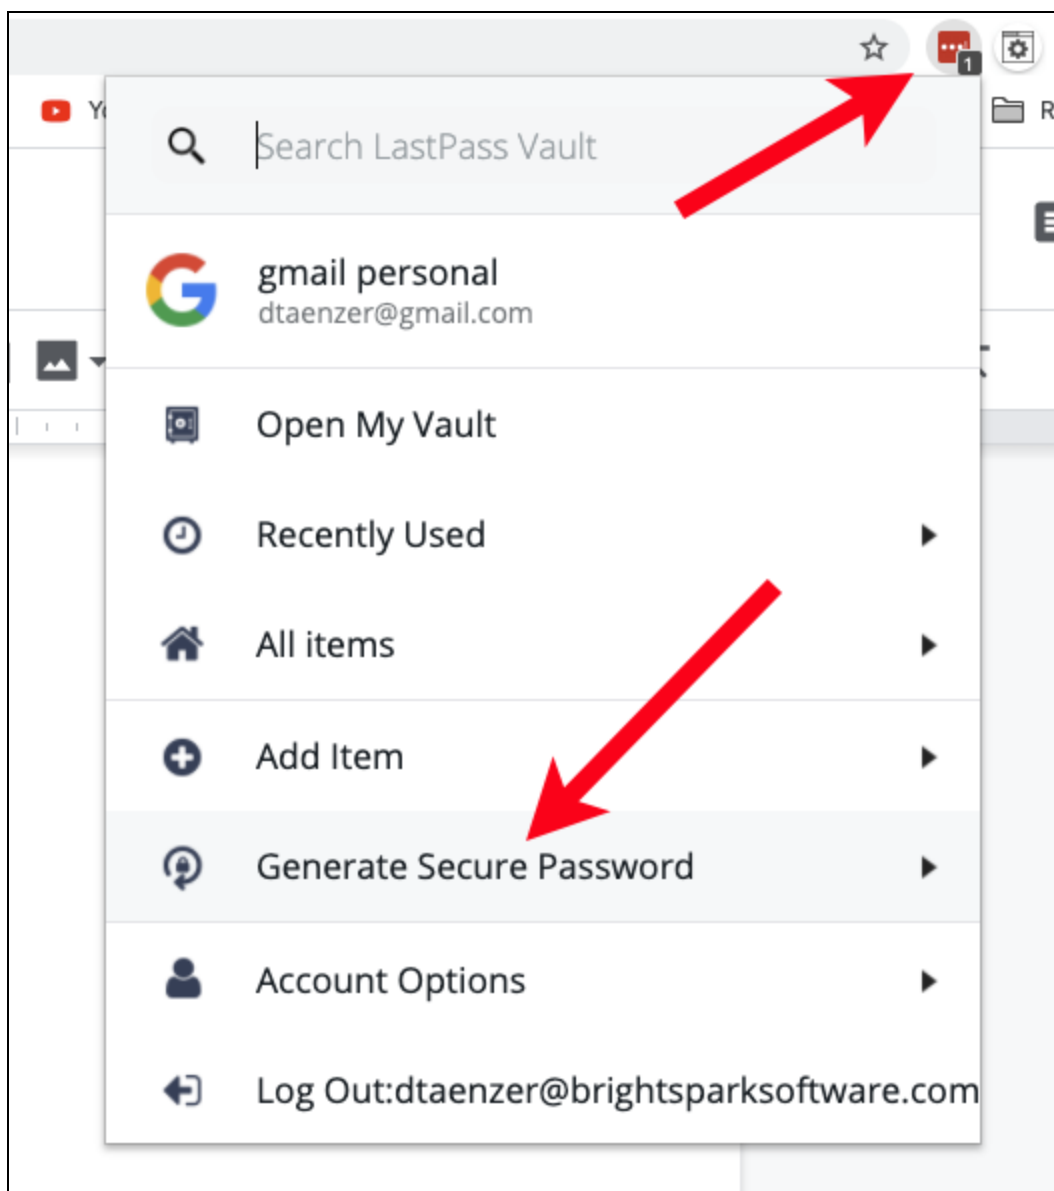 1
Search LastPass Vault
gmail personal
dtaenzer@gmail.com
Open My Vault
Recently Used
All items
Add Item
Generate Secure Password
Account Options
Log Out:dtaenzer@brightsparksoftware.com